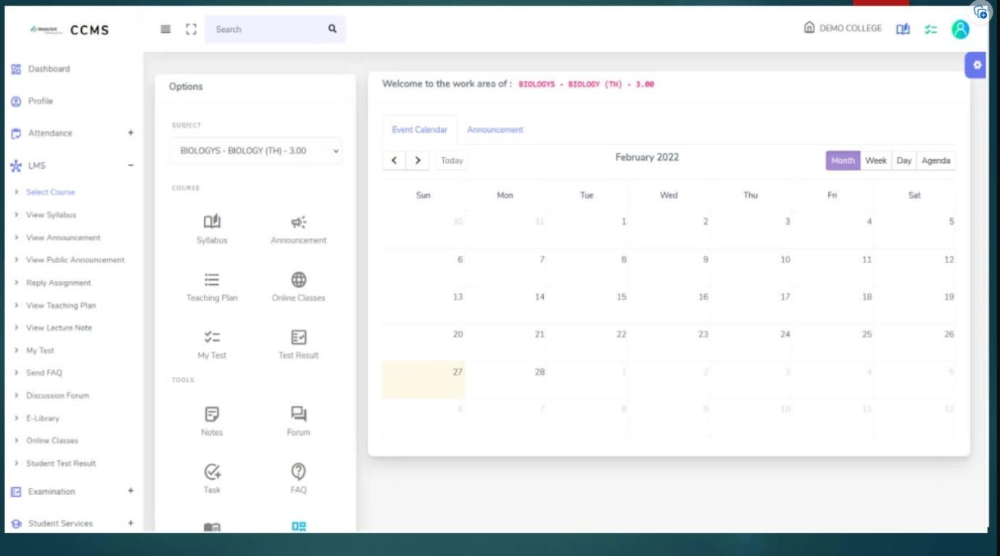 CCMS
Search
DEMO COLLEGE
Dashboard
Profile
Attendance +
LMS -
Select Course
View Syllabus
View Announcement
View Public Announcement
Reply Assignment
View Teaching Plan
View Lecture Note
My Test
Send FAQ
Discussion Forum
E-Library
Online Classes
Student Test Result
Examination +
Student Services +
Options
SUBJECT
BIOLOGYS - BIOLOGY (TH) - 3.00
COURSE
Syllabus Announcement
Teaching Plan Online Classes
My Test Test Result
TOOLS
Notes Forum
Task FAQ
Welcome to the work area of : BIOLOGYS - BIOLOGY (TH) - 3.00
Event Calendar Announcement
< > Today February 2022 Month Week Day Agenda
Sun Mon Tue Wed Thu Fri Sat
30 31 1 2 3 4 5
6 7 8 9 10 11 12
13 14 15 16 17 18 19
20 21 22 23 24 25 26
27 28 1 2 3 4 5
6 7 8 9 10 11 12